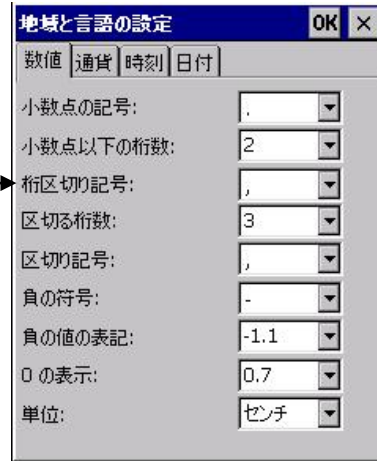 地域と言語の設定 OK ×
数値 通貨 時刻 日付
小数点の記号: .
小数点以下の桁数: 2
桁区切り記号: ,
区切る桁数: 3
区切り記号: ,
負の符号: -
負の値の表記: -1.1
0 の表示: 0.7
単位: センチ